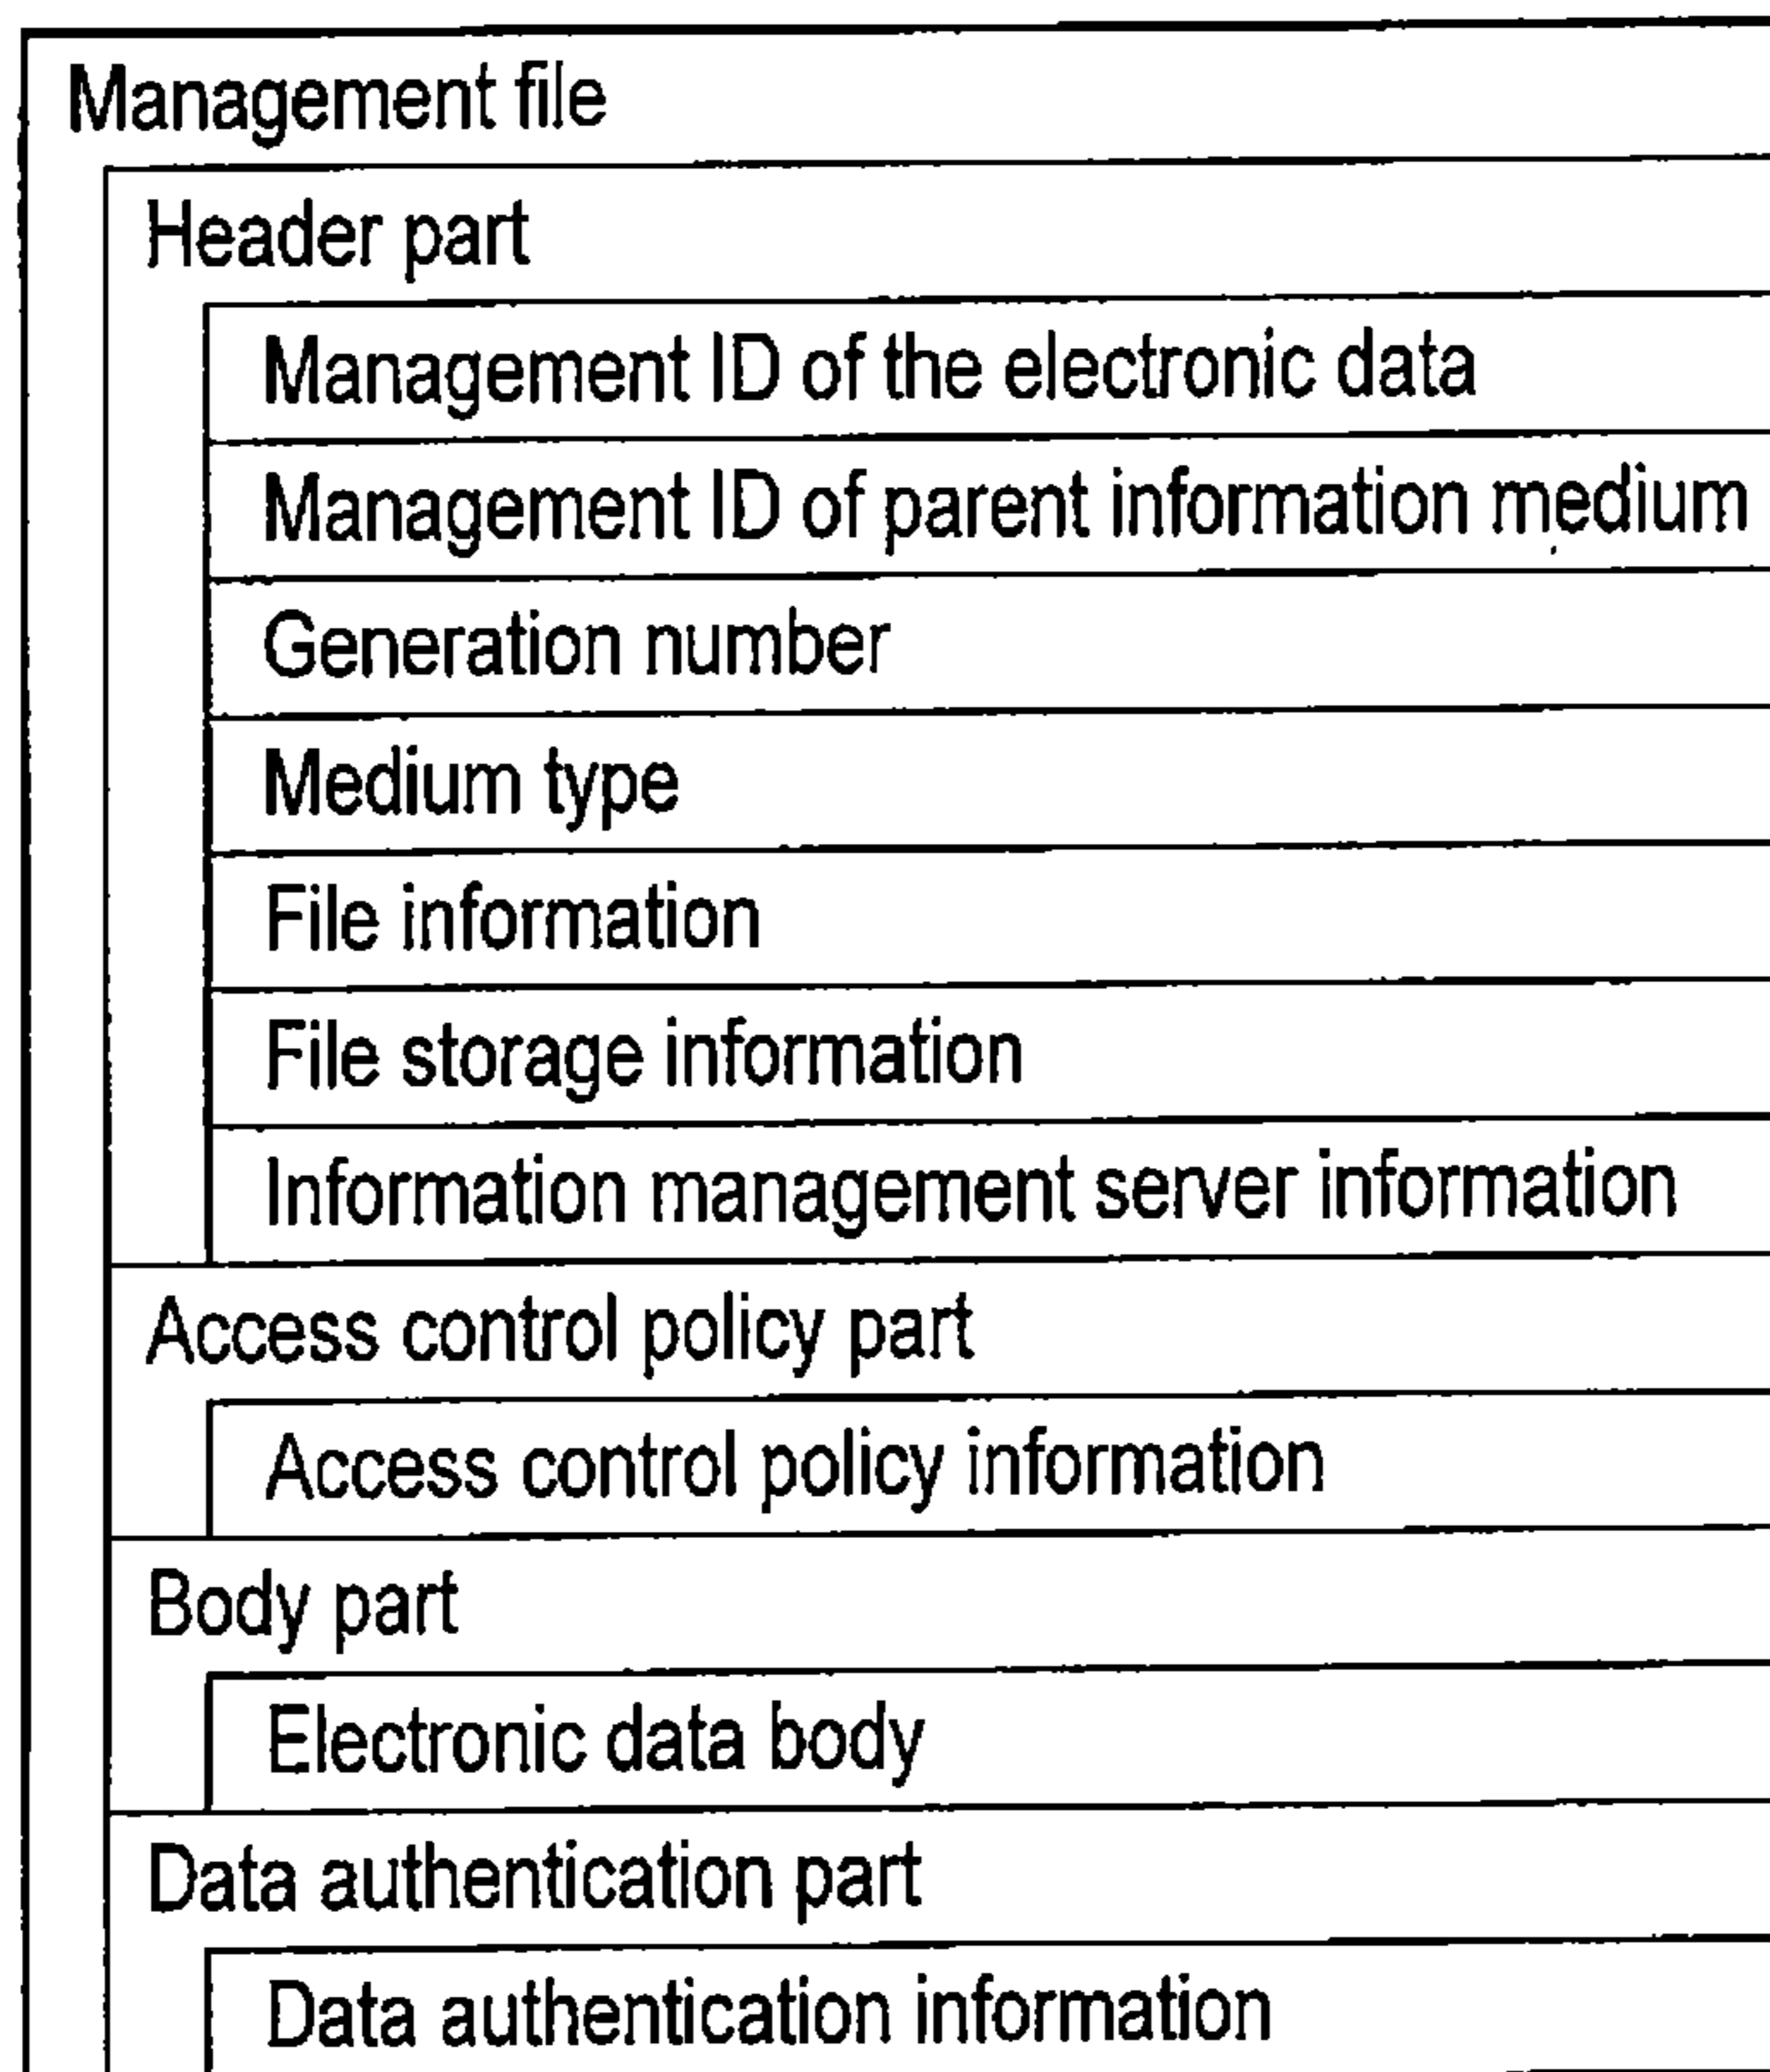 Management file
Header part
Management ID of the electronic data
Management ID of parent information medium
Generation number
Medium type
File information
File storage information
Information management server information
Access control policy part
Access control policy information
Body part
Electronic data body
Data authentication part
Data authentication information